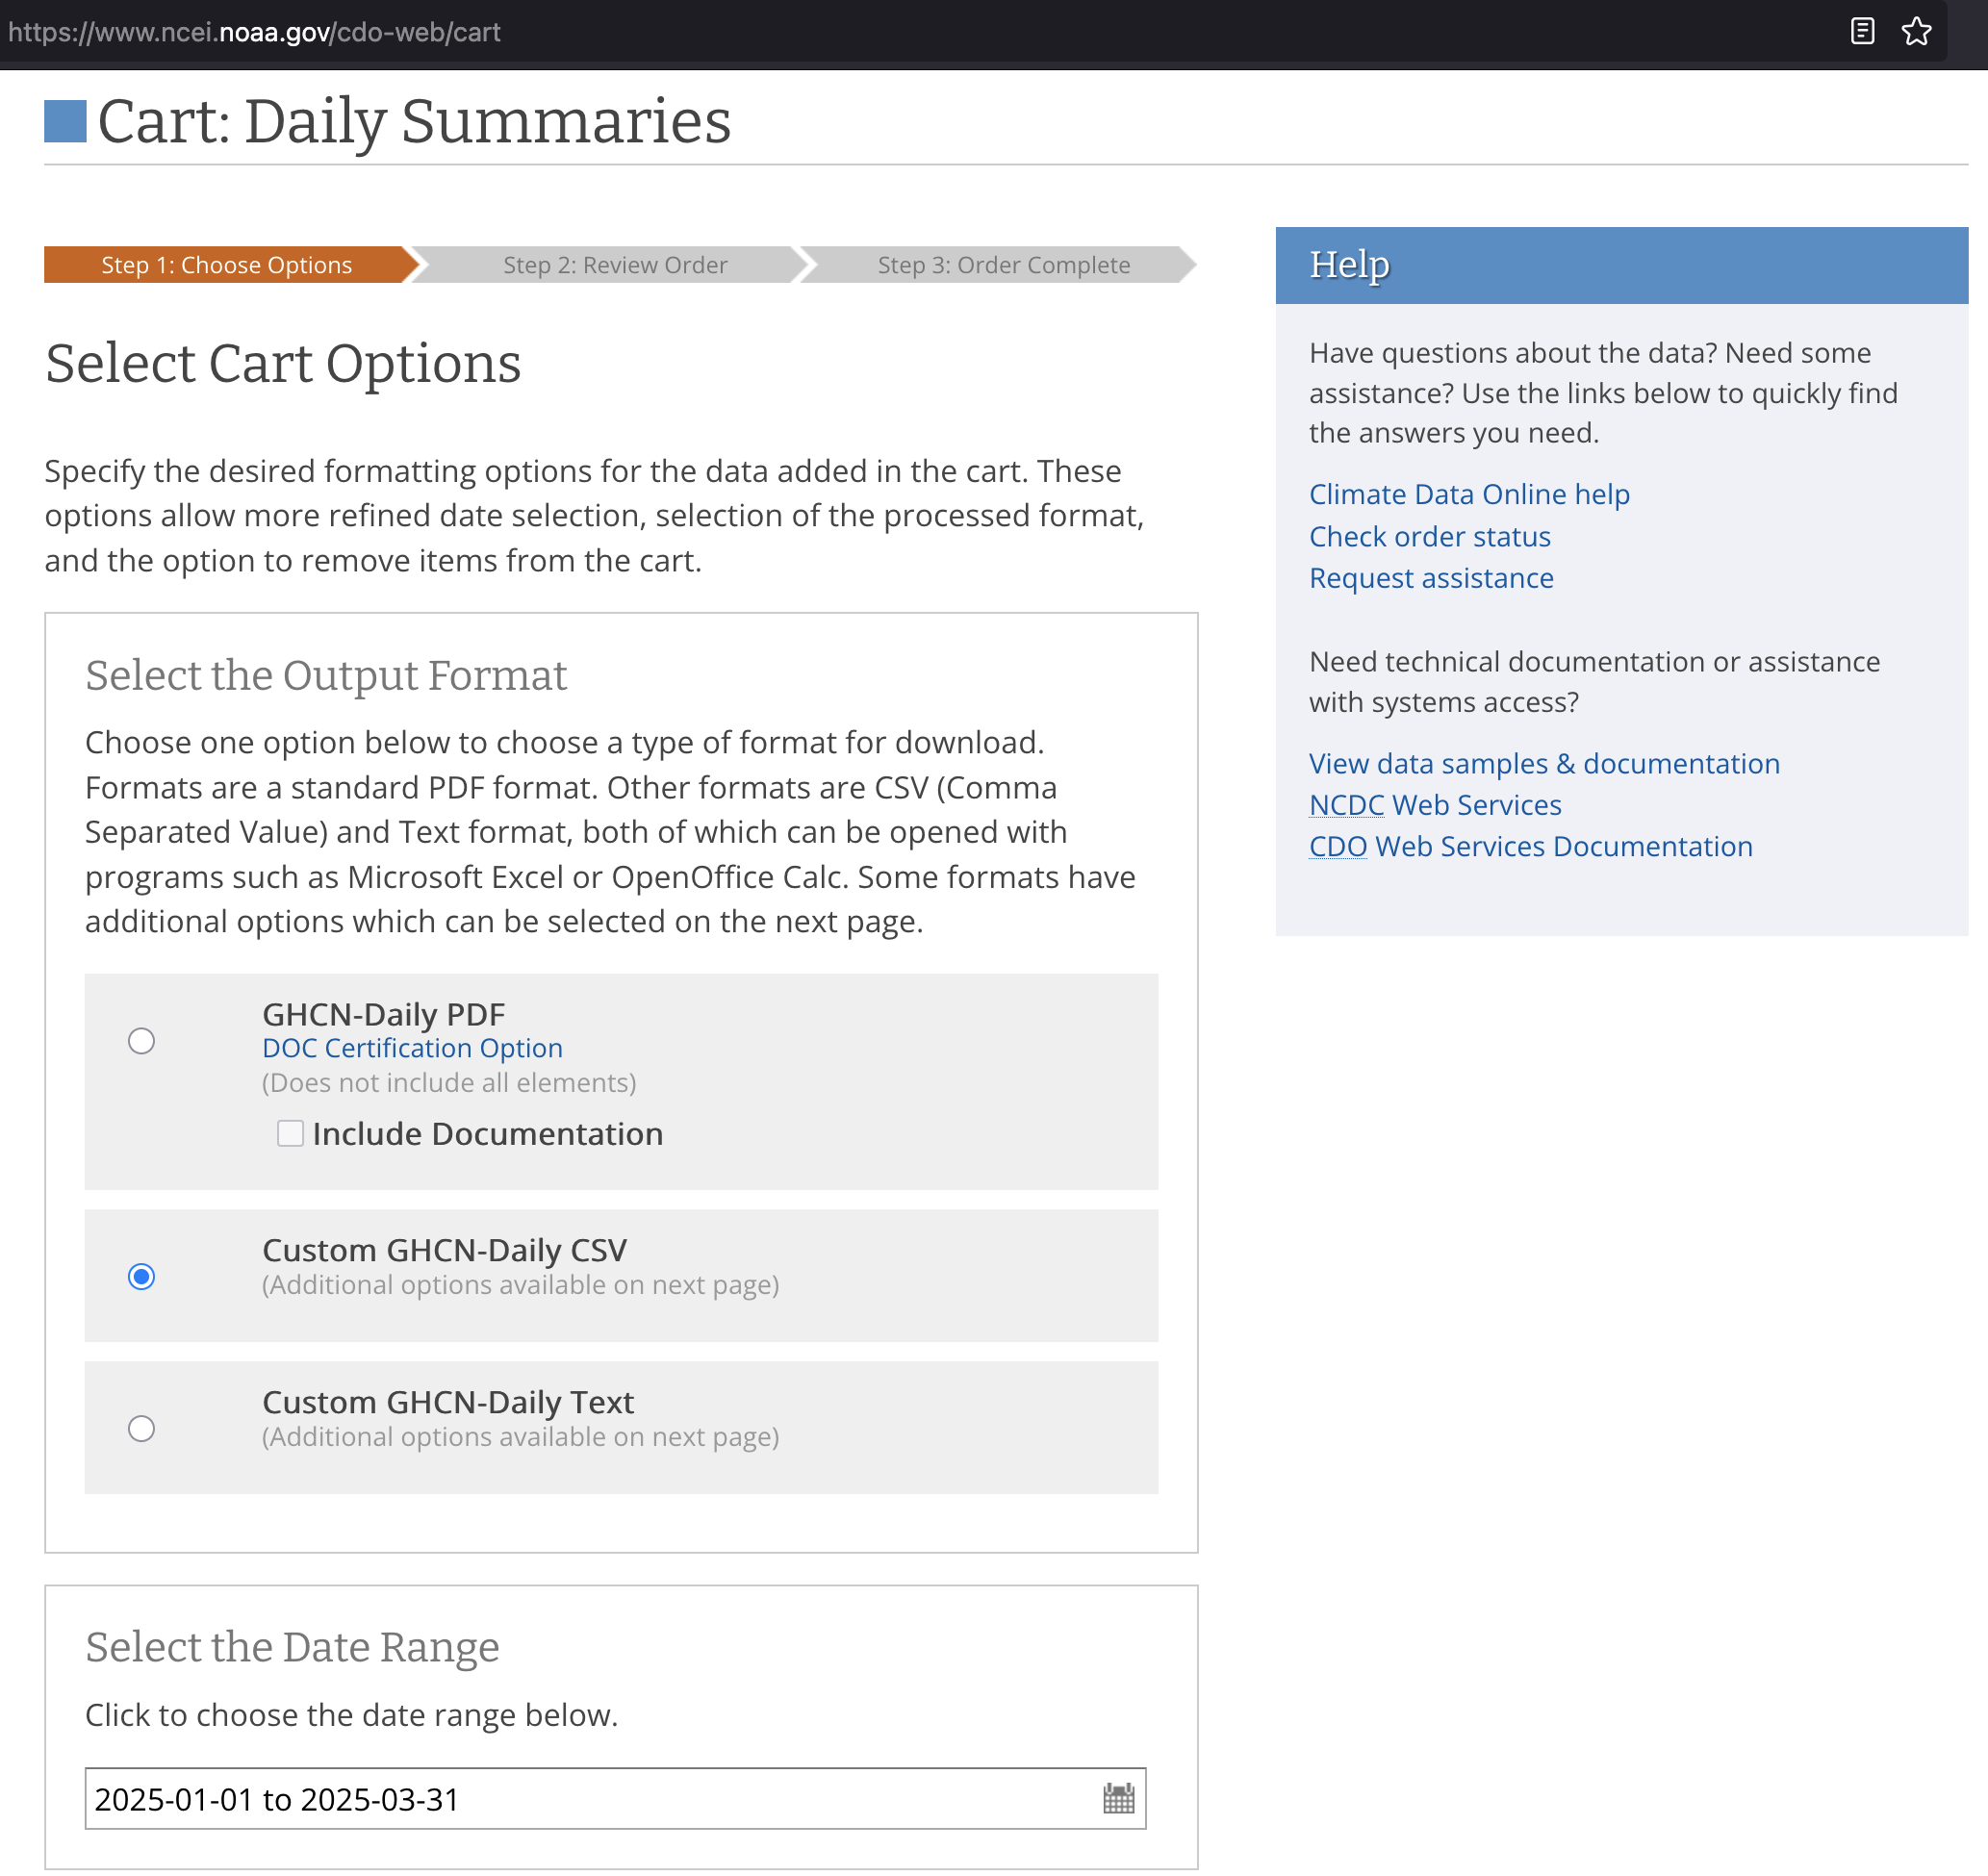 https://www.ncei.noaa.gov/cdo-web/cart
Cart: Daily Summaries
Step 1: Choose Options
Step 2: Review Order
Step 3: Order Complete
Select Cart Options
Specify the desired formatting options for the data added in the cart. These
options allow more refined date selection, selection of the processed format,
and the option to remove items from the cart.
Select the Output Format
Choose one option below to choose a type of format for download.
Formats are a standard PDF format. Other formats are CSV (Comma
Separated Value) and Text format, both of which can be opened with
programs such as Microsoft Excel or OpenOffice Calc. Some formats have
additional options which can be selected on the next page.
GHCN-Daily PDF
DOC Certification Option
(Does not include all elements)
Include Documentation
Custom GHCN-Daily CSV
(Additional options available on next page)
Custom GHCN-Daily Text
(Additional options available on next page)
Select the Date Range
Click to choose the date range below.
2025-01-01 to 2025-03-31
Help
Have questions about the data? Need some
assistance? Use the links below to quickly find
the answers you need.
Climate Data Online help
Check order status
Request assistance
Need technical documentation or assistance
with systems access?
View data samples & documentation
NCDC Web Services
CDO Web Services Documentation